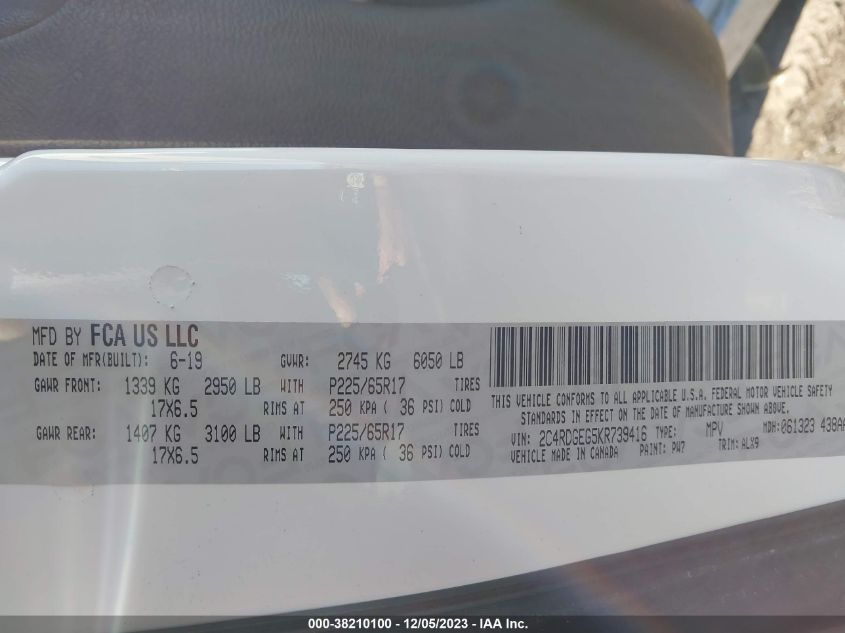 MFD BY FCA US LLC
DATE OF MFR(BUILT): 6-19 GVWR: 2745 KG 6050 LB
GAWR FRONT: 1339 KG 2950 LB WITH P225/65R17 TIRES
17X6.5 RIMS AT 250 KPA ( 36 PSI) COLD
GAWR REAR: 1407 KG 3100 LB WITH P225/65R17 TIRES
17X6.5 RIMS AT 250 KPA ( 36 PSI) COLD
THIS VEHICLE CONFORMS TO ALL APPLICABLE U.S.A. FEDERAL MOTOR VEHICLE SAFETY
STANDARDS IN EFFECT ON THE DATE OF MANUFACTURE SHOWN ABOVE.
VIN: 2C4RDGEG5KR739416 TYPE: MPV MDH: 061323 438AA
VEHICLE MADE IN CANADA PAINT: PW7 TRIM: ALX9
000-38210100 - 12/05/2023 - IAA Inc.